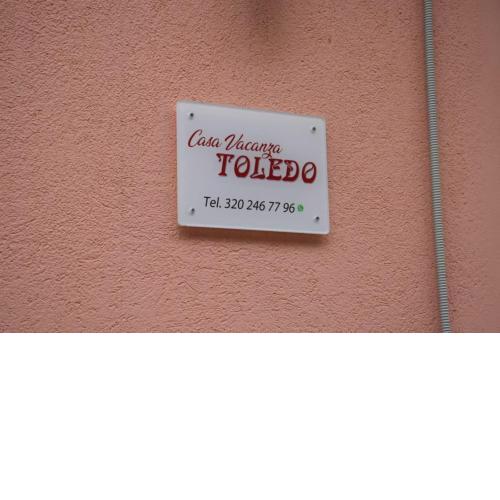 Casa Vacanza
TOLEDO
Tel. 320 246 77 96